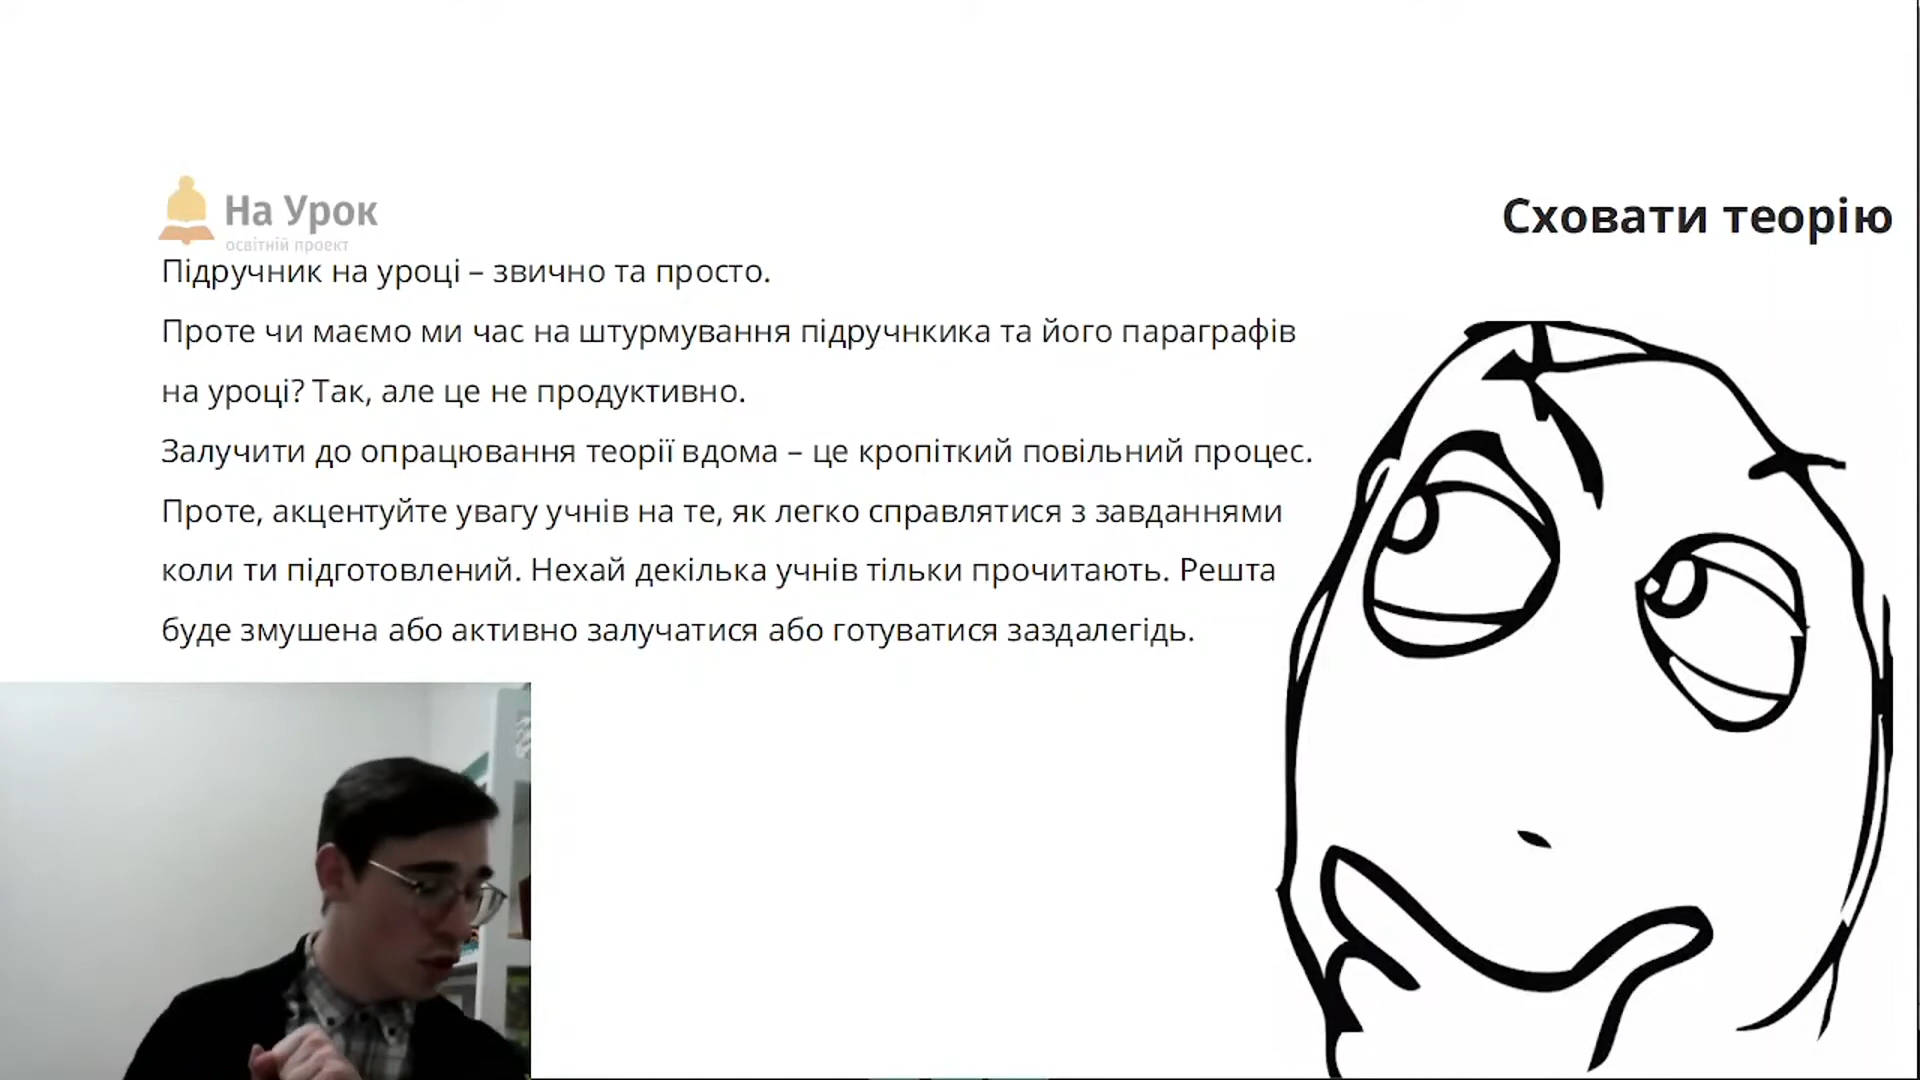 На Урок
освітній проект
Сховати теорію
Підручник на уроці – звично та просто.
Проте чи маємо ми час на штурмування підручнкика та його параграфів
на уроці? Так, але це не продуктивно.
Залучити до опрацювання теорії вдома – це кропіткий повільний процес.
Проте, акцентуйте увагу учнів на те, як легко справлятися з завданнями
коли ти підготовлений. Нехай декілька учнів тільки прочитають. Решта
буде змушена або активно залучатися або готуватися заздалегідь.